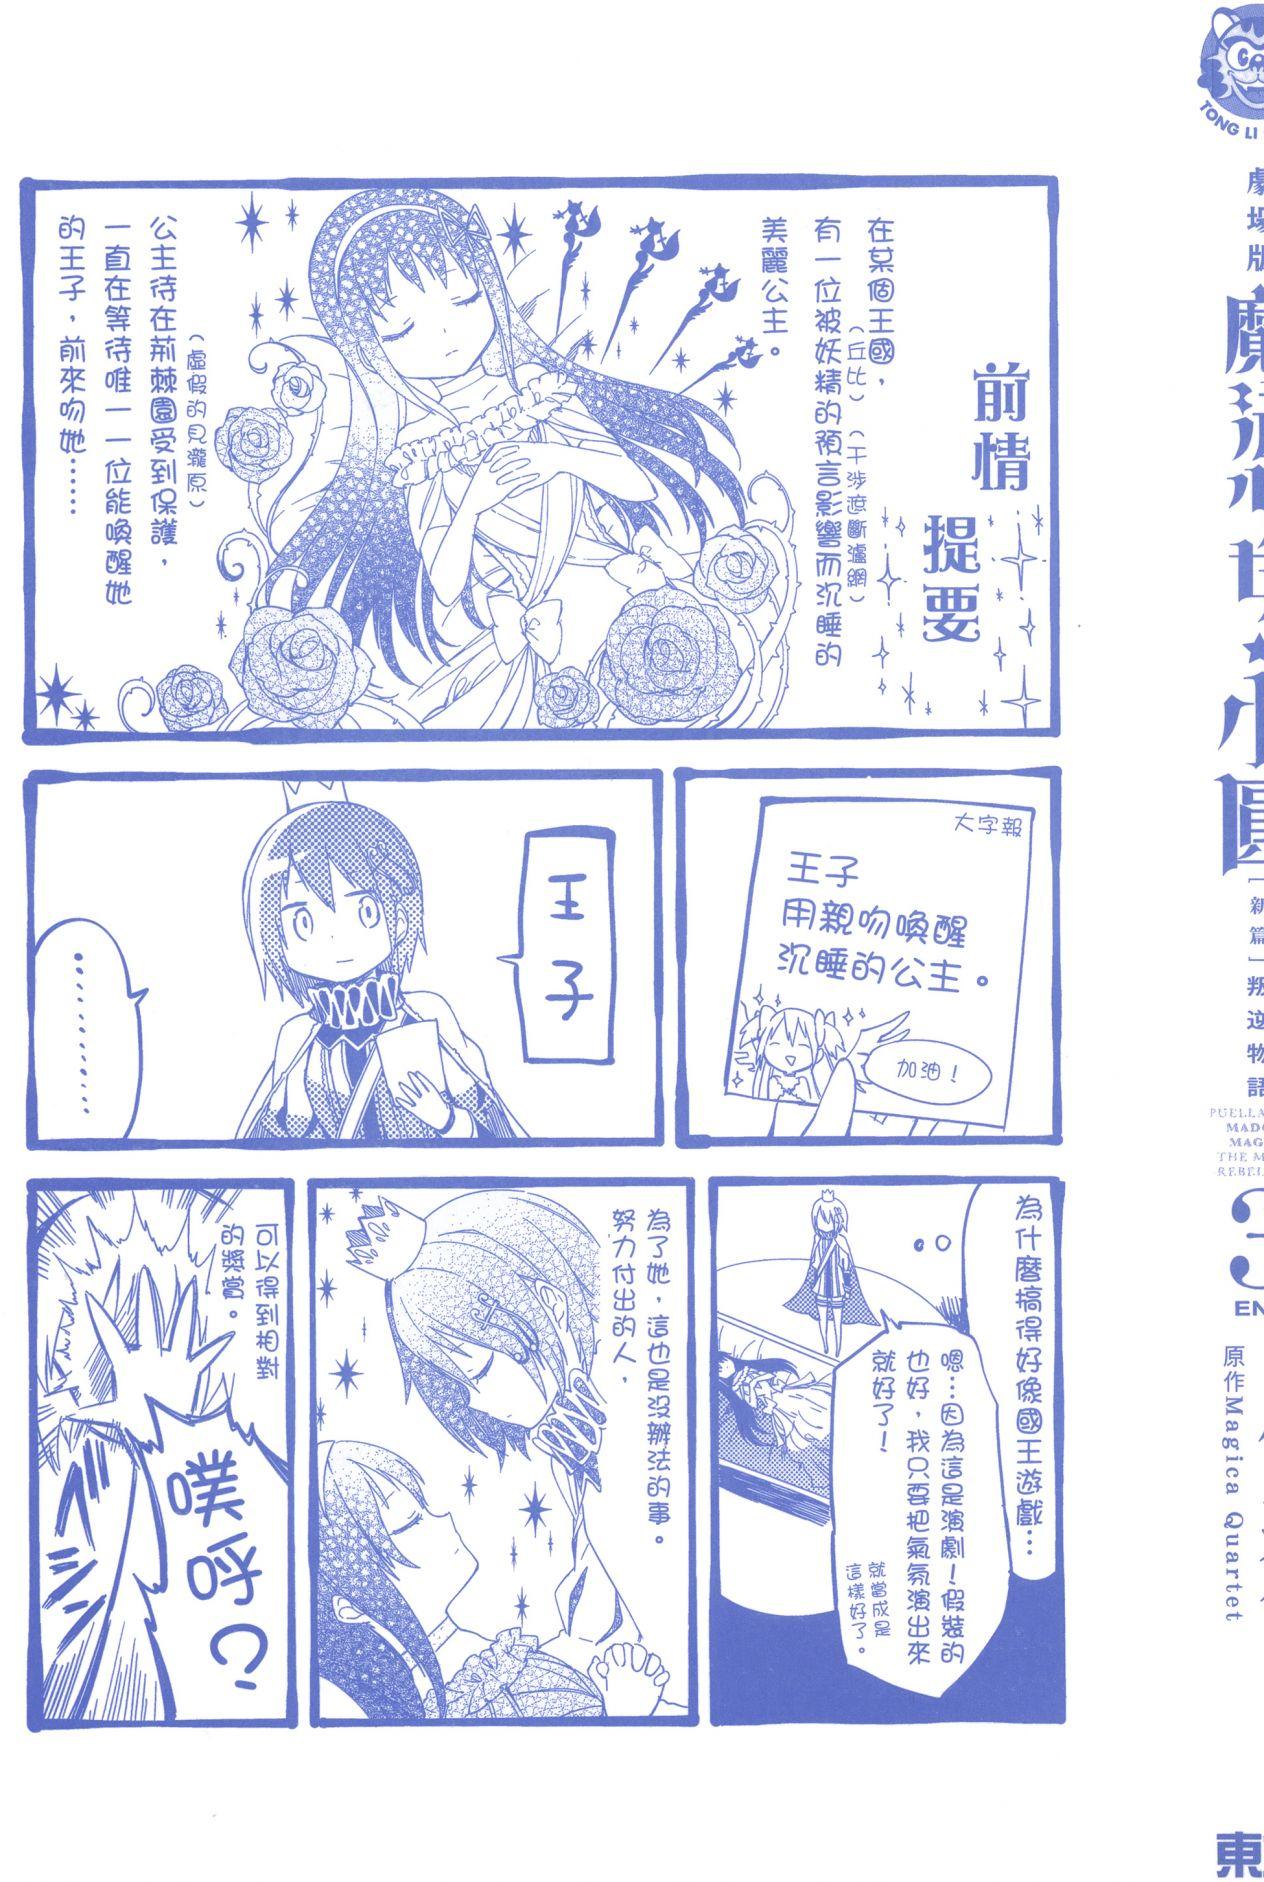 前情
提要
在某個王國，
有一位被妖精的預言影響而沉睡的
（丘比）（干涉遮斷濾網）
美麗公主。
公主待在荊棘園受到保護，
（虛假的見瀧原）
一直在等待唯一一位能喚醒她
的王子，前來吻她……
大字報
王子
用親吻喚醒
沉睡的公主。
加油！
王子
………
為什麼搞得好像國王遊戲…
嗯…因為這是演劇！假裝的
也好，我只要把氣氛演出來
就好了！
就當成是
這樣好了。
為了她，這也是沒辦法的事。
努力付出的人，
可以得到相對
的獎賞。
噗呼
TONG LI
劇場版
魔法少女★小圓
［新篇］叛逆物語
PUELLA
MAG
THE M
3
EN
原作Magica Quartet
東